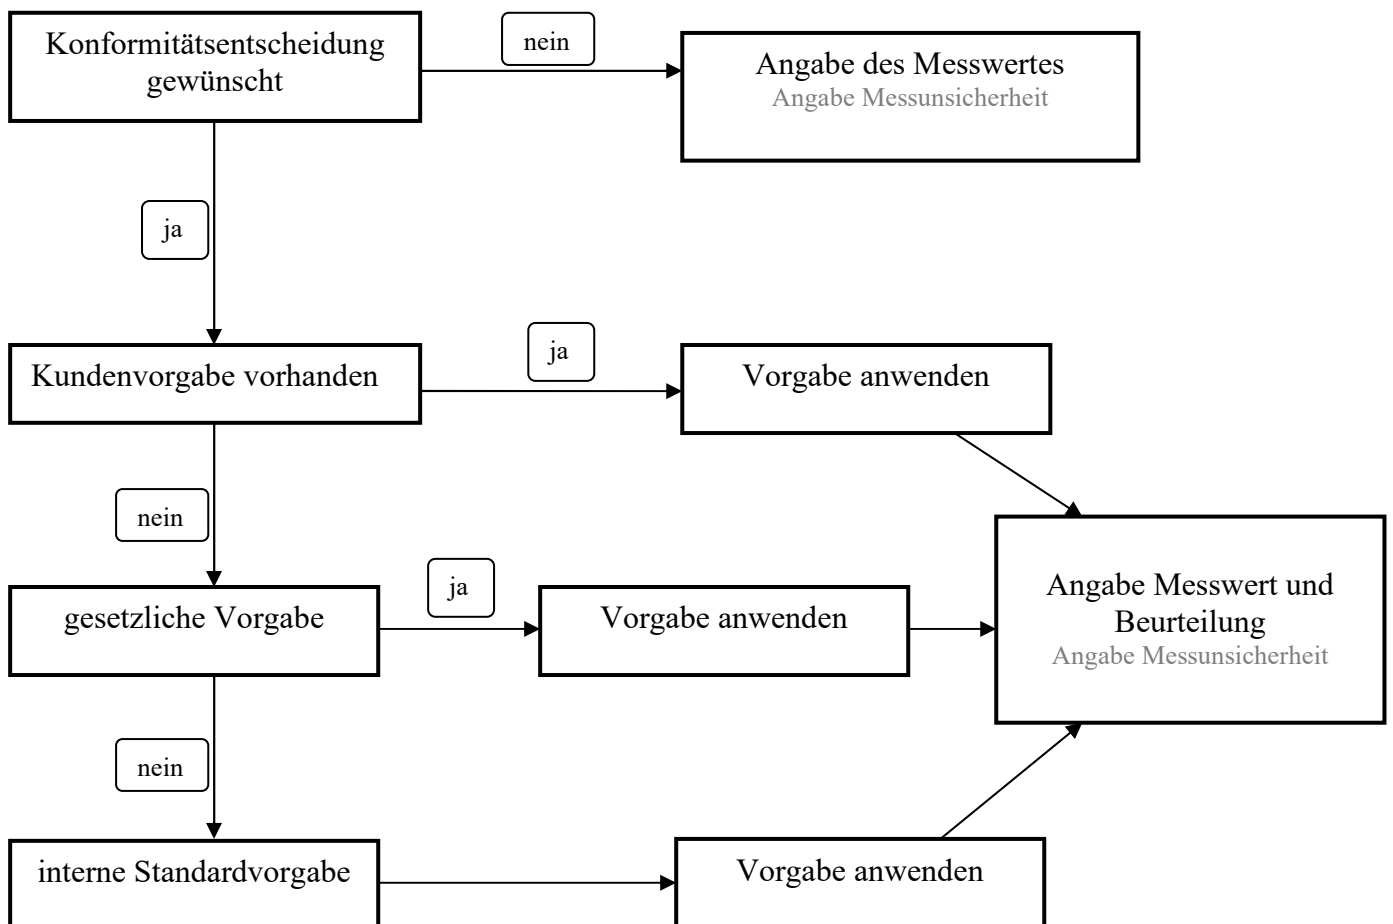 Konformitätsentscheidung
gewünscht
nein
Angabe des Messwertes
Angabe Messunsicherheit
ja
Kundenvorgabe vorhanden
ja
Vorgabe anwenden
nein
gesetzliche Vorgabe
ja
Vorgabe anwenden
Angabe Messwert und
Beurteilung
Angabe Messunsicherheit
nein
interne Standardvorgabe
Vorgabe anwenden